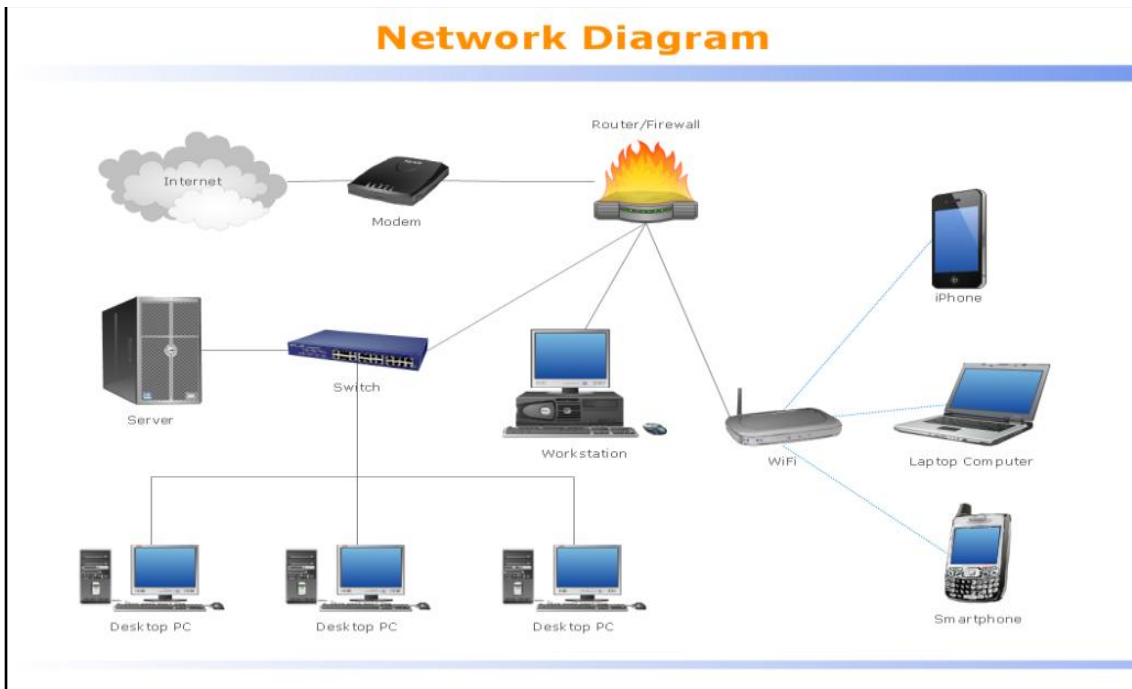 Network Diagram
Router/Firewall
Internet
Modem
iPhone
Server
Switch
Workstation
WiFi
Laptop Computer
Desktop PC
Desktop PC
Desktop PC
Smartphone